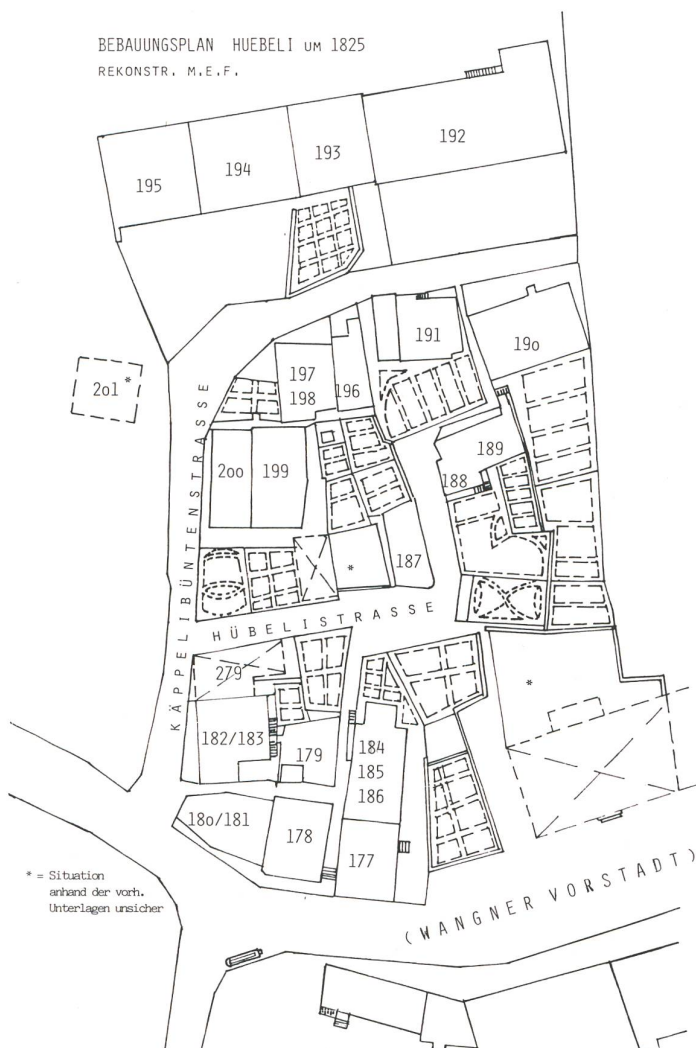 BEBAUUNGSPLAN HUEBELI UM 1825
REKONSTR. M.E.F.
192
193
194
195
191
19o
2o1 *
197
198
196
189
188
2oo
199
187
*
KÄPPELIBÜNTENSTRASSE
HÜBELISTRASSE
279
*
182/183
179
184
185
186
18o/181
178
177
* = Situation
anhand der vorh.
Unterlagen unsicher
(WANGNER VORSTADT)